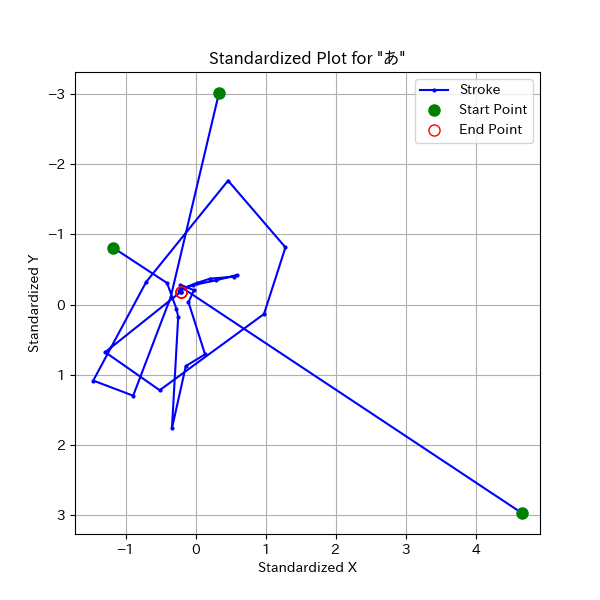 Standardized Plot for "あ"
Stroke
Start Point
End Point
−3
−2
−1
0
1
2
3
Standardized Y
−1 0 1 2 3 4
Standardized X